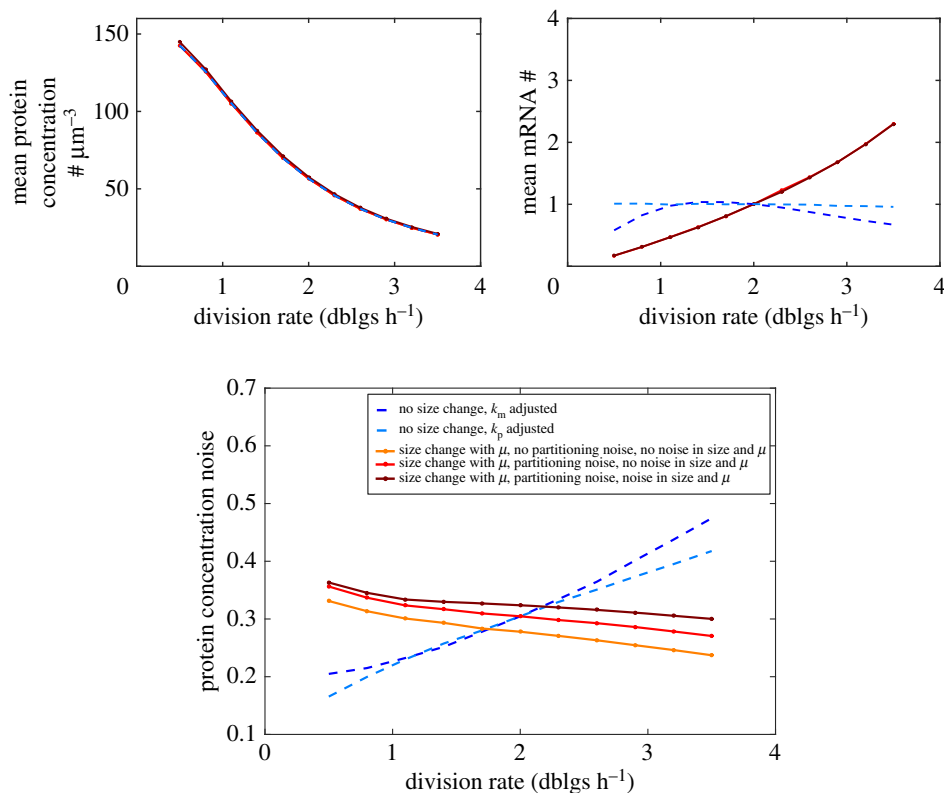 mean protein
concentration
# μm⁻³
150
100
50
0
1
2
3
4
division rate (dblgs h⁻¹)
mean mRNA #
4
3
2
1
0
0
1
2
3
4
division rate (dblgs h⁻¹)
protein concentration noise
0.7
0.6
0.5
0.4
0.3
0.2
0.1
no size change, kₘ adjusted
no size change, kₚ adjusted
size change with μ, no partitioning noise, no noise in size and μ
size change with μ, partitioning noise, no noise in size and μ
size change with μ, partitioning noise, noise in size and μ
0
1
2
3
4
division rate (dblgs h⁻¹)